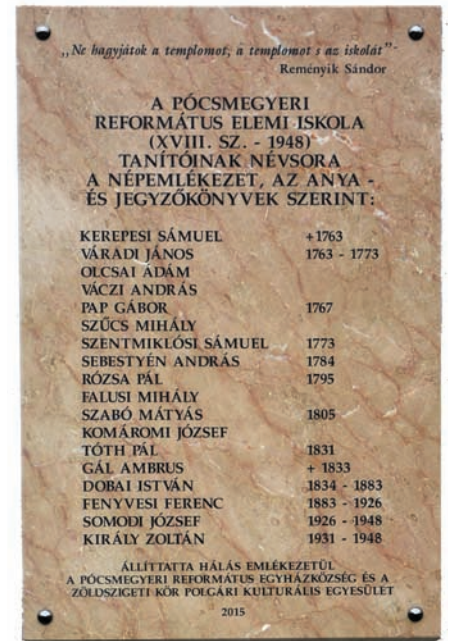 „Ne hagyjátok a templomot, a templomot s az iskolát”-
Reményik Sándor
A PÓCSMEGYERI
REFORMÁTUS ELEMI ISKOLA
(XVIII. SZ. - 1948)
TANÍTÓINAK NÉVSORA
A NÉPEMLÉKEZET, AZ ANYA -
ÉS JEGYZŐKÖNYVEK SZERINT:
KEREPESI SÁMUEL +1763
VÁRADI JÁNOS 1763 - 1773
OLCSAI ÁDÁM
VÁCZI ANDRÁS
PAP GÁBOR 1767
SZŰCS MIHÁLY
SZENTMIKLÓSI SÁMUEL 1773
SEBESTYÉN ANDRÁS 1784
RÓZSA PÁL 1795
FALUSI MIHÁLY
SZABÓ MÁTYÁS 1805
KOMÁROMI JÓZSEF
TÓTH PÁL 1831
GÁL AMBRUS + 1833
DOBAI ISTVÁN 1834 - 1883
FENYVESI FERENC 1883 - 1926
SOMODI JÓZSEF 1926 - 1948
KIRÁLY ZOLTÁN 1931 - 1948
ÁLLÍTTATTA HÁLÁS EMLÉKEZETÜL
A PÓCSMEGYERI REFORMÁTUS EGYHÁZKÖZSÉG ÉS A
ZÖLDSZIGETI KÖR POLGÁRI KULTURÁLIS EGYESÜLET
2015